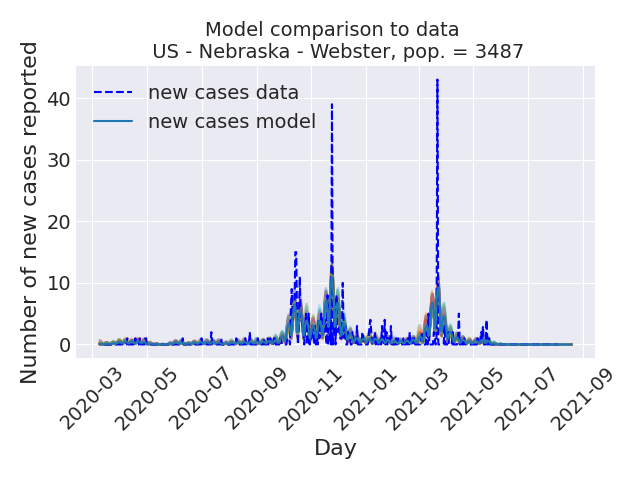 Model comparison to data
US - Nebraska - Webster, pop. = 3487
Number of new cases reported
40
30
20
10
0
new cases data
new cases model
2020-03
2020-05
2020-07
2020-09
2020-11
2021-01
2021-03
2021-05
2021-07
2021-09
Day